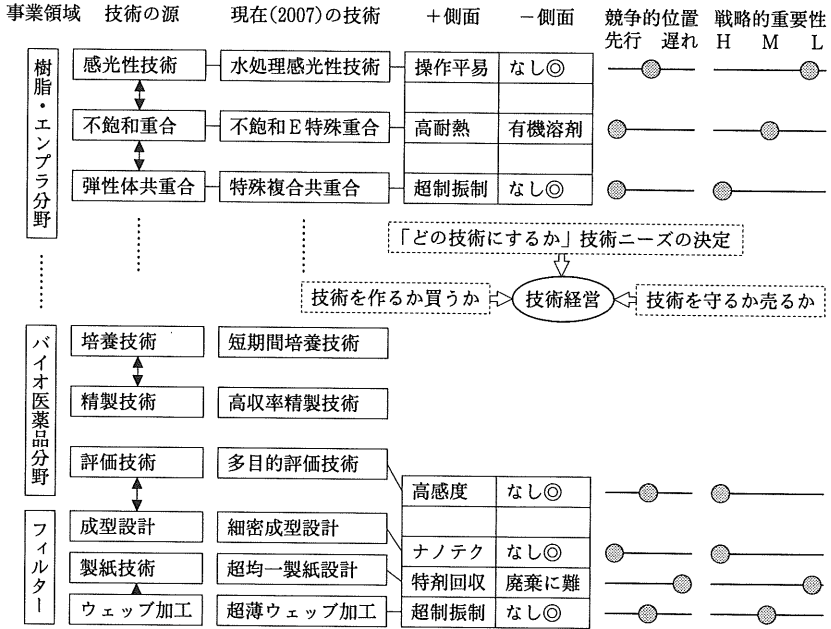 事業領域 技術の源 現在(2007)の技術 +側面 -側面 競争的位置 戦略的重要性
先行 遅れ H M L
樹脂・エンプラ分野
感光性技術 水処理感光性技術 操作平易 なし◎
不飽和重合 不飽和E特殊重合 高耐熱 有機溶剤
弾性体共重合 特殊複合共重合 超制振制 なし◎
「どの技術にするか」技術ニーズの決定
技術を作るか買うか 技術経営 技術を守るか売るか
バイオ医薬品分野
培養技術 短期間培養技術
精製技術 高収率精製技術
評価技術 多目的評価技術
高感度 なし◎
フィルター
成型設計 細密成型設計
ナノテク なし◎
製紙技術 超均一製紙設計
特剤回収 廃棄に難
ウェッブ加工 超薄ウェッブ加工 超制振制 なし◎